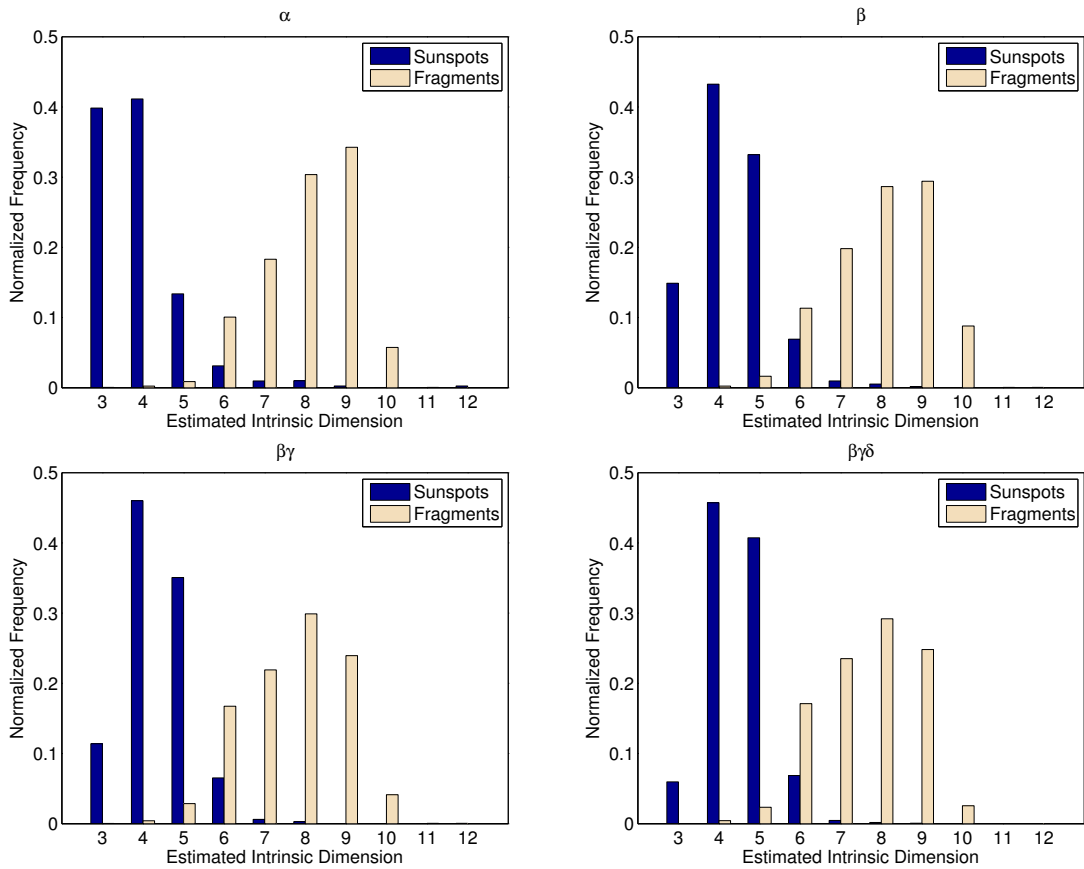 α
0.5
0.4
0.3
0.2
0.1
0
Normalized Frequency
Sunspots
Fragments
3 4 5 6 7 8 9 10 11 12
Estimated Intrinsic Dimension
β
0.5
0.4
0.3
0.2
0.1
0
Normalized Frequency
Sunspots
Fragments
3 4 5 6 7 8 9 10 11 12
Estimated Intrinsic Dimension
βγ
0.5
0.4
0.3
0.2
0.1
0
Normalized Frequency
Sunspots
Fragments
3 4 5 6 7 8 9 10 11 12
Estimated Intrinsic Dimension
βγδ
0.5
0.4
0.3
0.2
0.1
0
Normalized Frequency
Sunspots
Fragments
3 4 5 6 7 8 9 10 11 12
Estimated Intrinsic Dimension